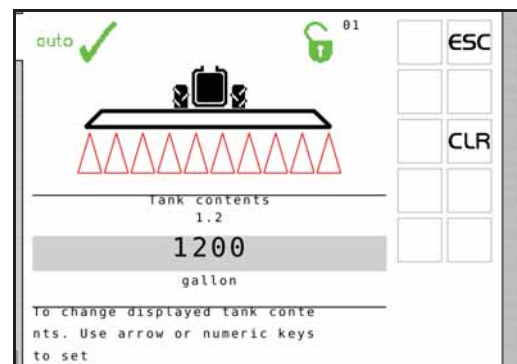 auto
01
ESC
CLR
Tank contents
1.2
1200
gallon
To change displayed tank conte
nts. Use arrow or numeric keys
to set